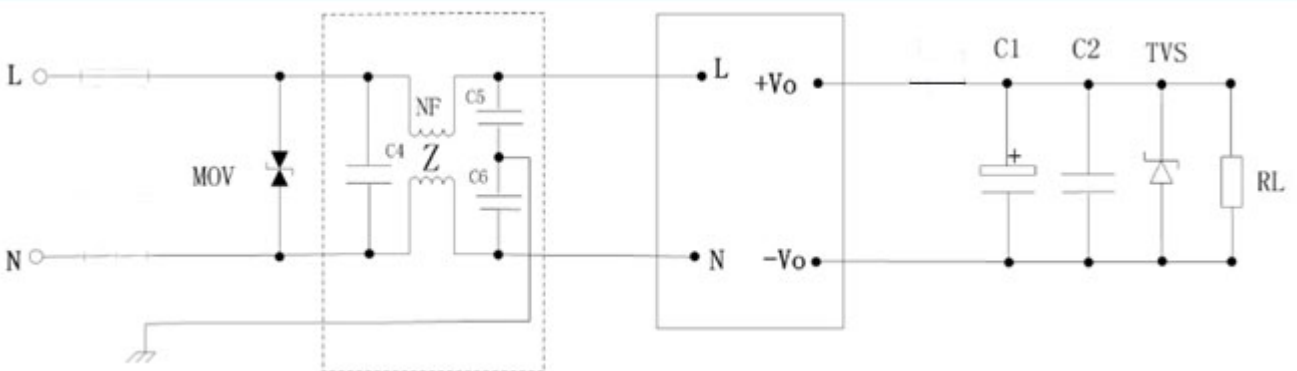 C1 C2 TVS
L L +Vo
NF C5
MOV C4 Z C6 RL
N N -Vo